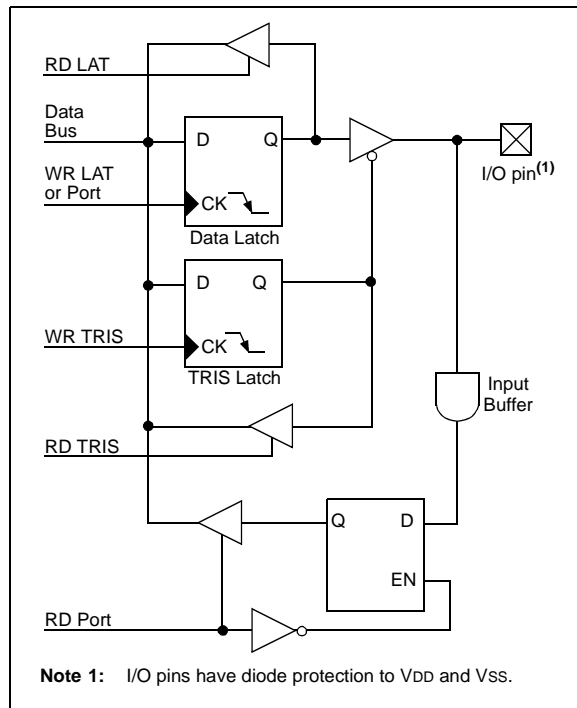 RD LAT
Data
Bus
D Q
WR LAT
or Port
I/O pin(1)
CK
Data Latch
D Q
WR TRIS
CK
TRIS Latch
Input
Buffer
RD TRIS
Q D
EN
RD Port
Note 1: I/O pins have diode protection to VDD and VSS.